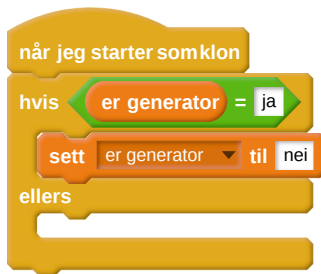 når jeg starter som klon
hvis er generator = ja
sett er generator til nei
ellers